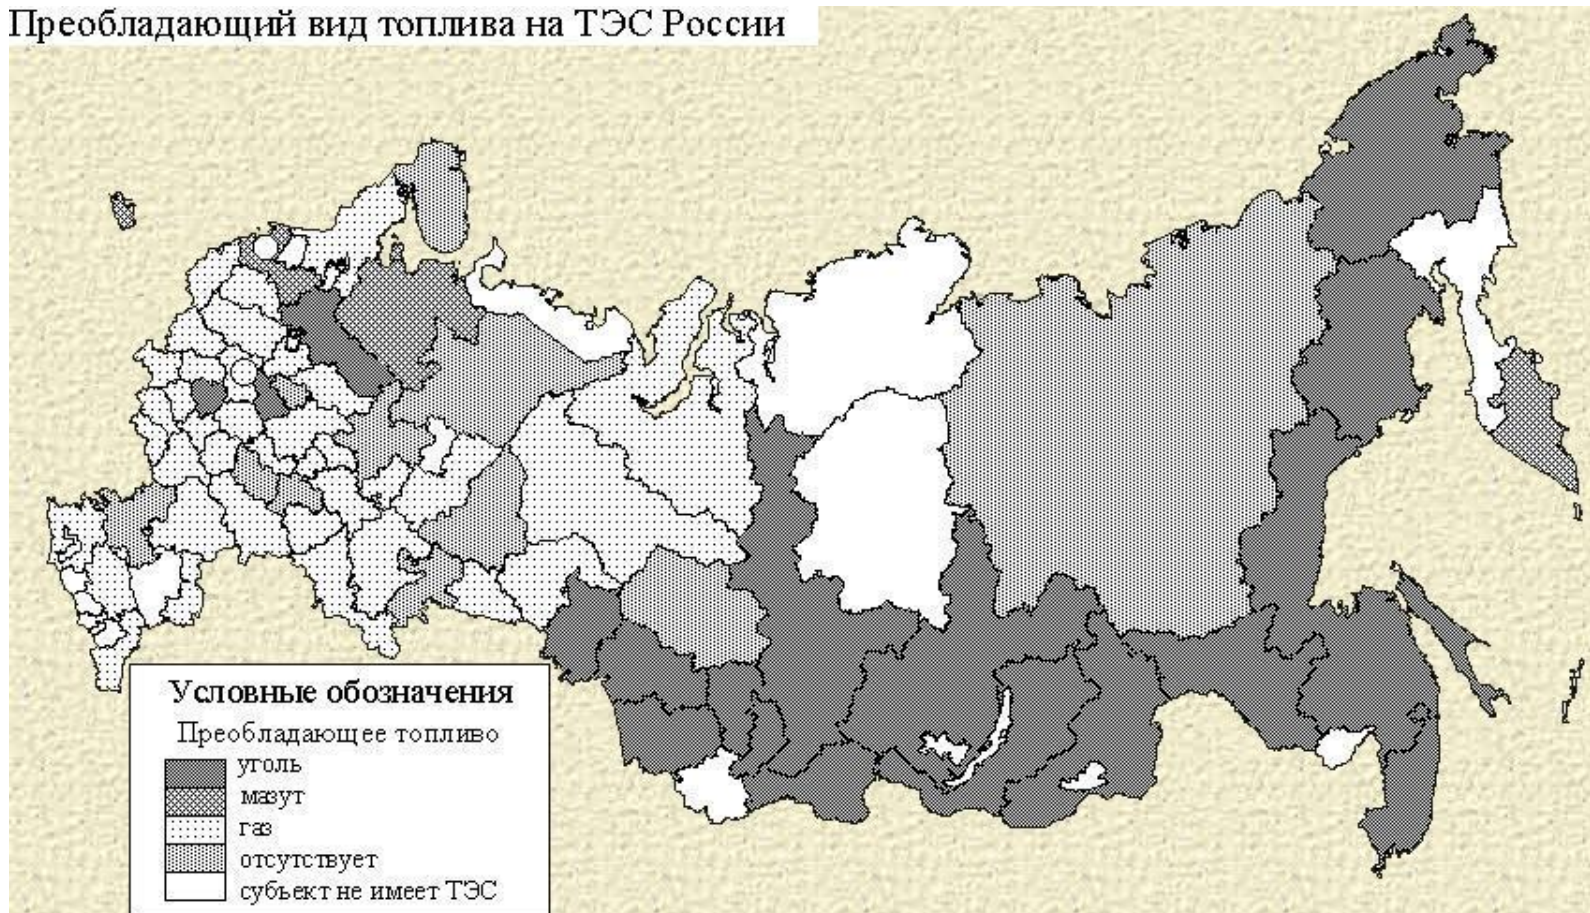 Преобладающий вид топлива на ТЭС России
Условные обозначения
Преобладающее топливо
уголь
мазут
газ
отсутствует
субъект не имеет ТЭС